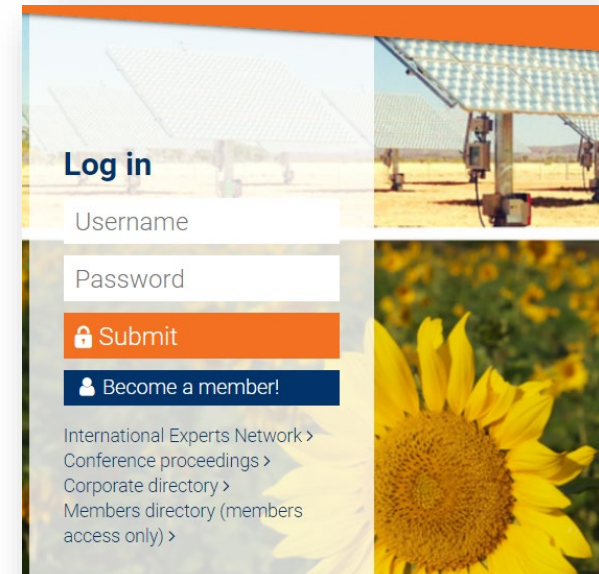 Log in
Username
Password
Submit
Become a member!
International Experts Network >
Conference proceedings >
Corporate directory >
Members directory (members
access only) >